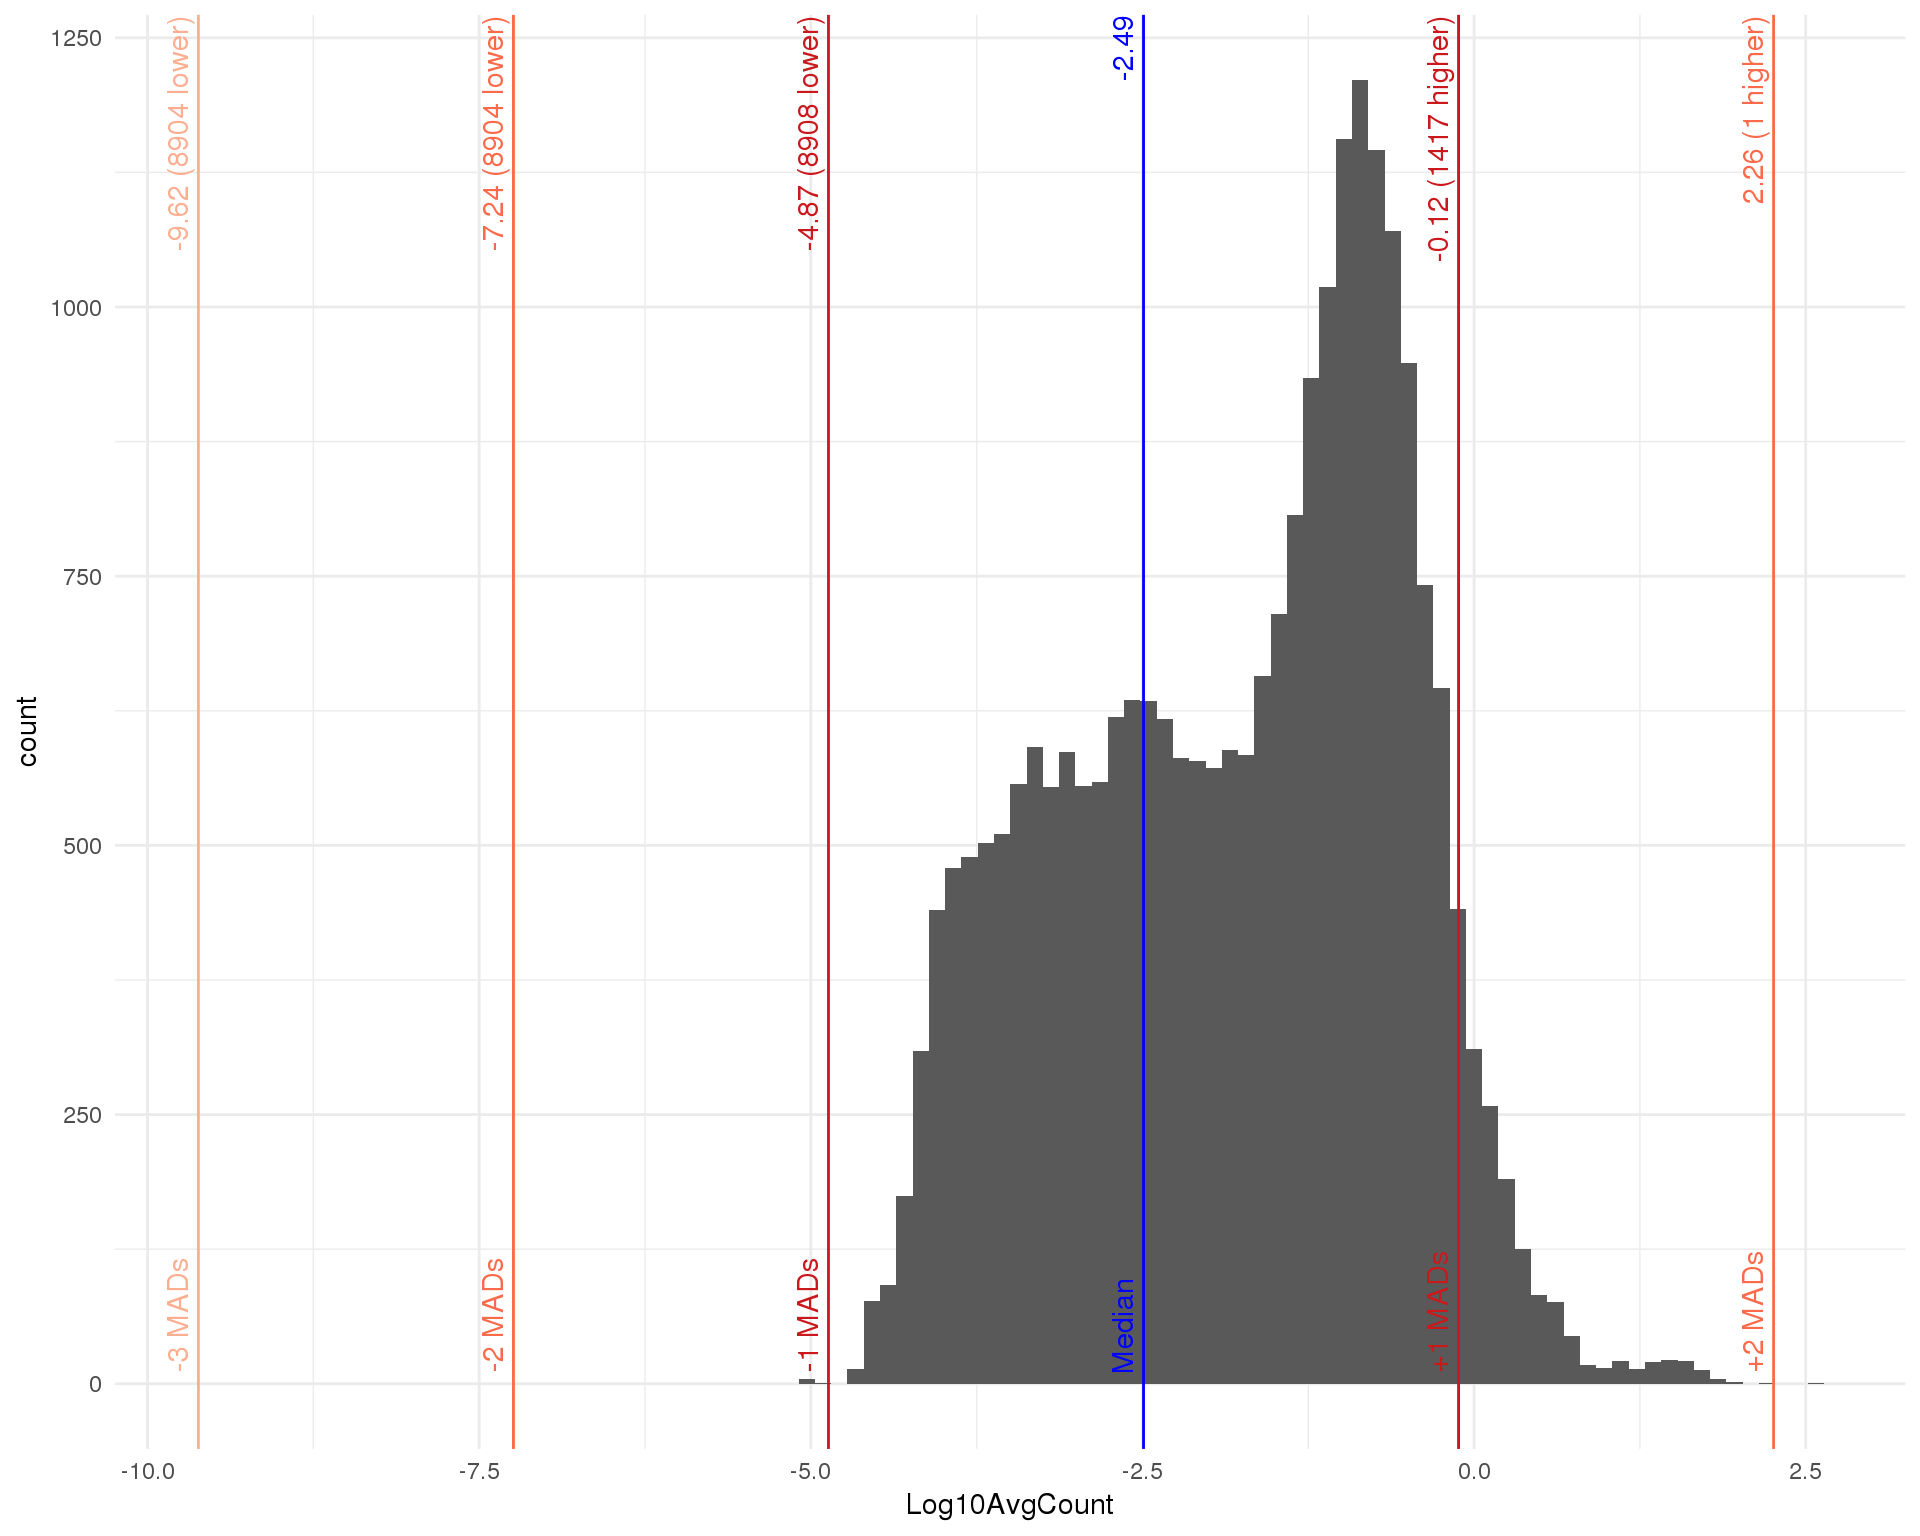 -9.62 (8904 lower)
-7.24 (8904 lower)
-4.87 (8908 lower)
-2.49
-0.12 (1417 higher)
2.26 (1 higher)
1250
1000
750
500
250
0
count
-3 MADs
-2 MADs
-1 MADs
Median
+1 MADs
+2 MADs
-10.0
-7.5
-5.0
-2.5
0.0
2.5
Log10AvgCount